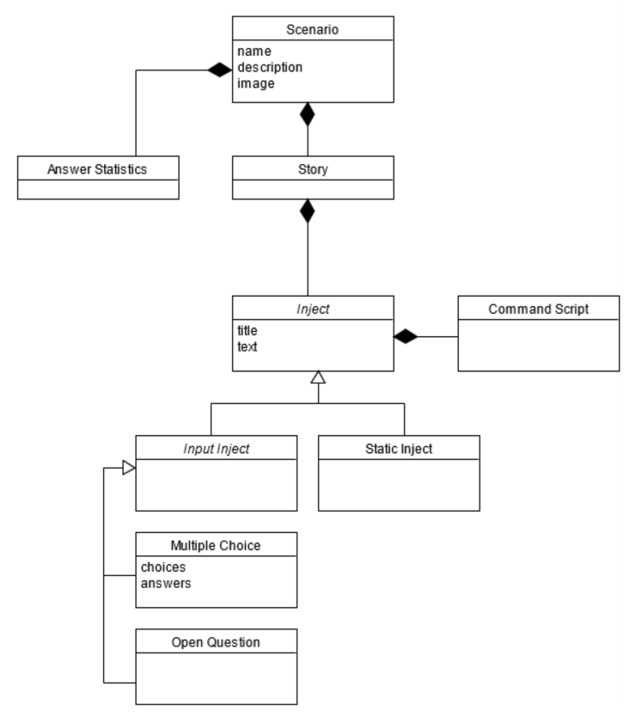 Scenario
name
description
image
Answer Statistics
Story
Inject
title
text
Command Script
Input Inject
Static Inject
Multiple Choice
choices
answers
Open Question